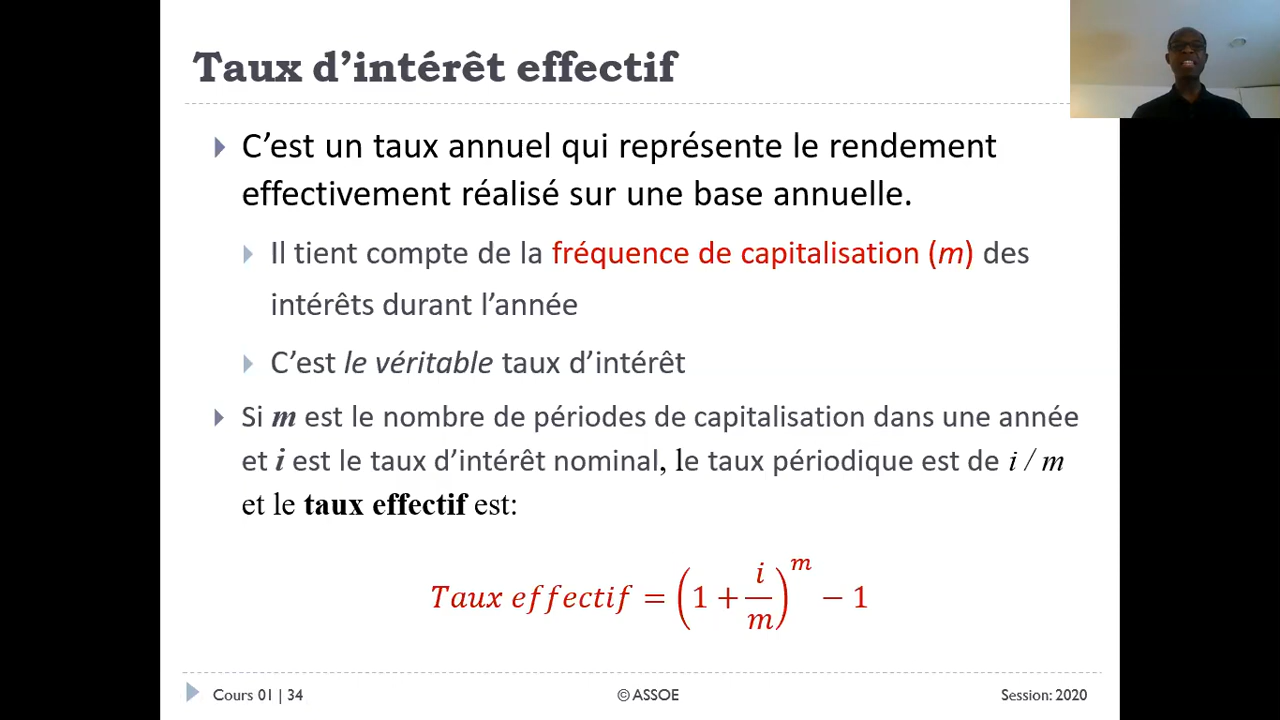 Taux d'intérêt effectif
C'est un taux annuel qui représente le rendement
effectivement réalisé sur une base annuelle.
Il tient compte de la fréquence de capitalisation (m) des
intérêts durant l'année
C'est le véritable taux d'intérêt
Si m est le nombre de périodes de capitalisation dans une année
et i est le taux d'intérêt nominal, le taux périodique est de i / m
et le taux effectif est:
Taux effectif = (1 + i/m)^m − 1
Cours 01 | 34
© ASSOE
Session: 2020